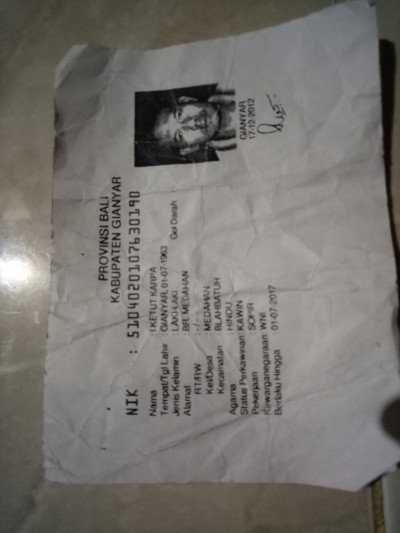 PROVINSI BALI
KABUPATEN GIANYAR
NIK : 5104020107630190
Nama : KETUT KARPA
Tempat/Tgl Lahir : GIANYAR, 01-07-1963
Jenis Kelamin : LAKI-LAKI Gol Darah
Alamat : BR. MEDAHAN
RT/RW : -/-
Kel/Desa : MEDAHAN
Kecamatan : BLAHBATUH
Agama : HINDU
Status Perkawinan: KAWIN
Pekerjaan : SOPIR
Kewarganegaraan: WNI
Berlaku Hingga : 01-07-2017
GIANYAR
17-12-2012